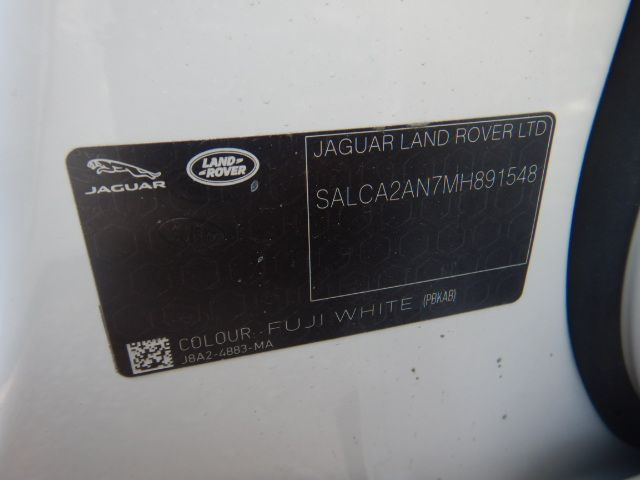 JAGUAR
LAND
ROVER
JAGUAR LAND ROVER LTD
SALCA2AN7MH891548
COLOUR: FUJI WHITE (PBKAB)
J8A2-4883-MA